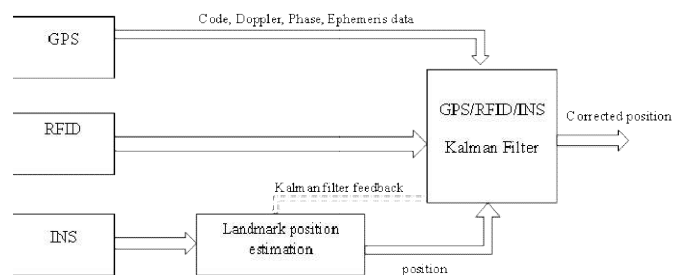 Code, Doppler, Phase, Ephemeris data
GPS
RFID
GPS/RFID/INS
Kalman Filter
Corrected position
Kalman filter feedback
INS
Landmark position
estimation
position